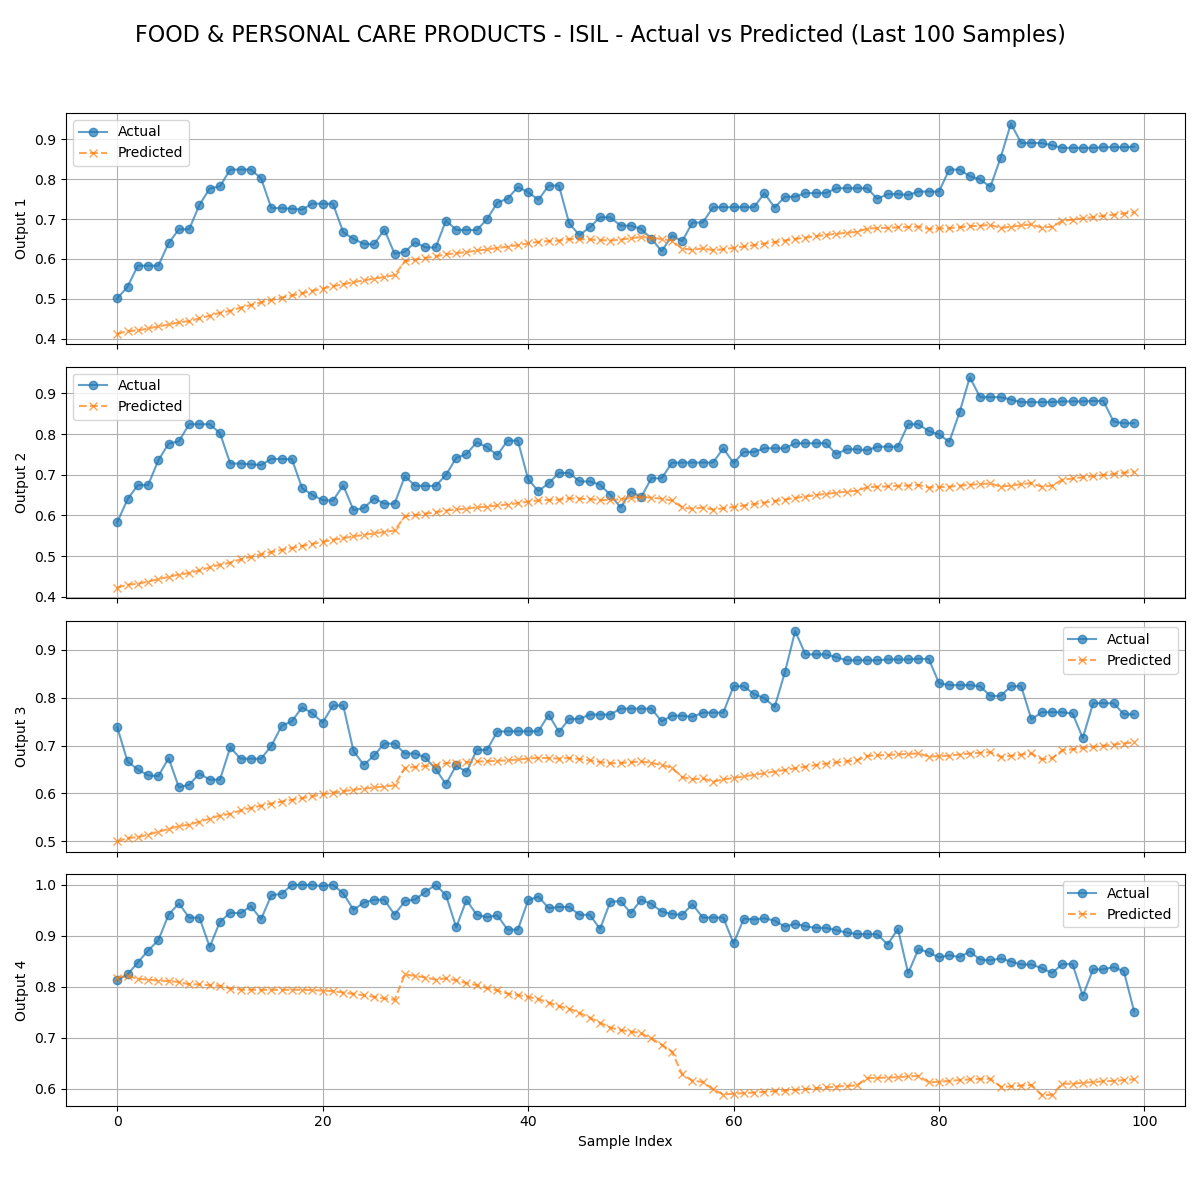 FOOD & PERSONAL CARE PRODUCTS - ISIL - Actual vs Predicted (Last 100 Samples)
Output 1
0.9
0.8
0.7
0.6
0.5
0.4
Actual
Predicted
Output 2
0.9
0.8
0.7
0.6
0.5
0.4
Actual
Predicted
Output 3
0.9
0.8
0.7
0.6
0.5
Actual
Predicted
Output 4
1.0
0.9
0.8
0.7
0.6
Actual
Predicted
0 20 40 60 80 100
Sample Index